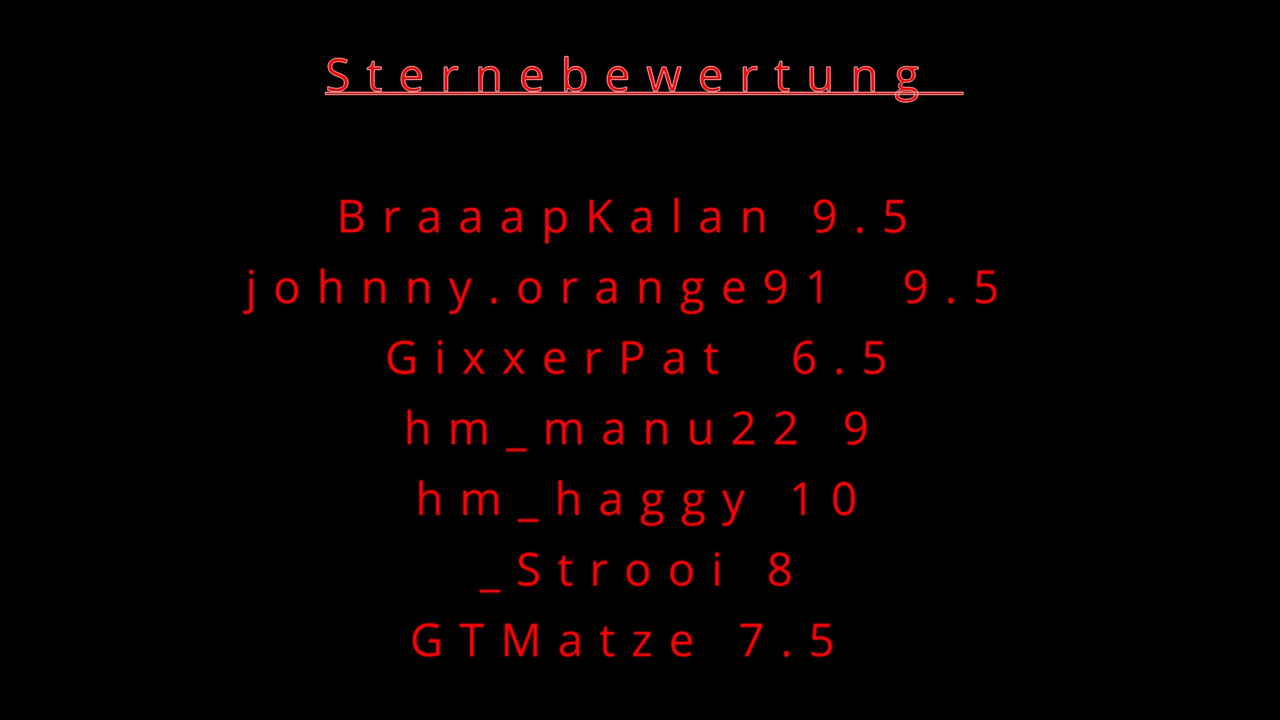 Sternebewertung
BraaapKalan 9.5
johnny.orange91 9.5
GixxerPat 6.5
hm_manu22 9
hm_haggy 10
_Strooi 8
GTMatze 7.5